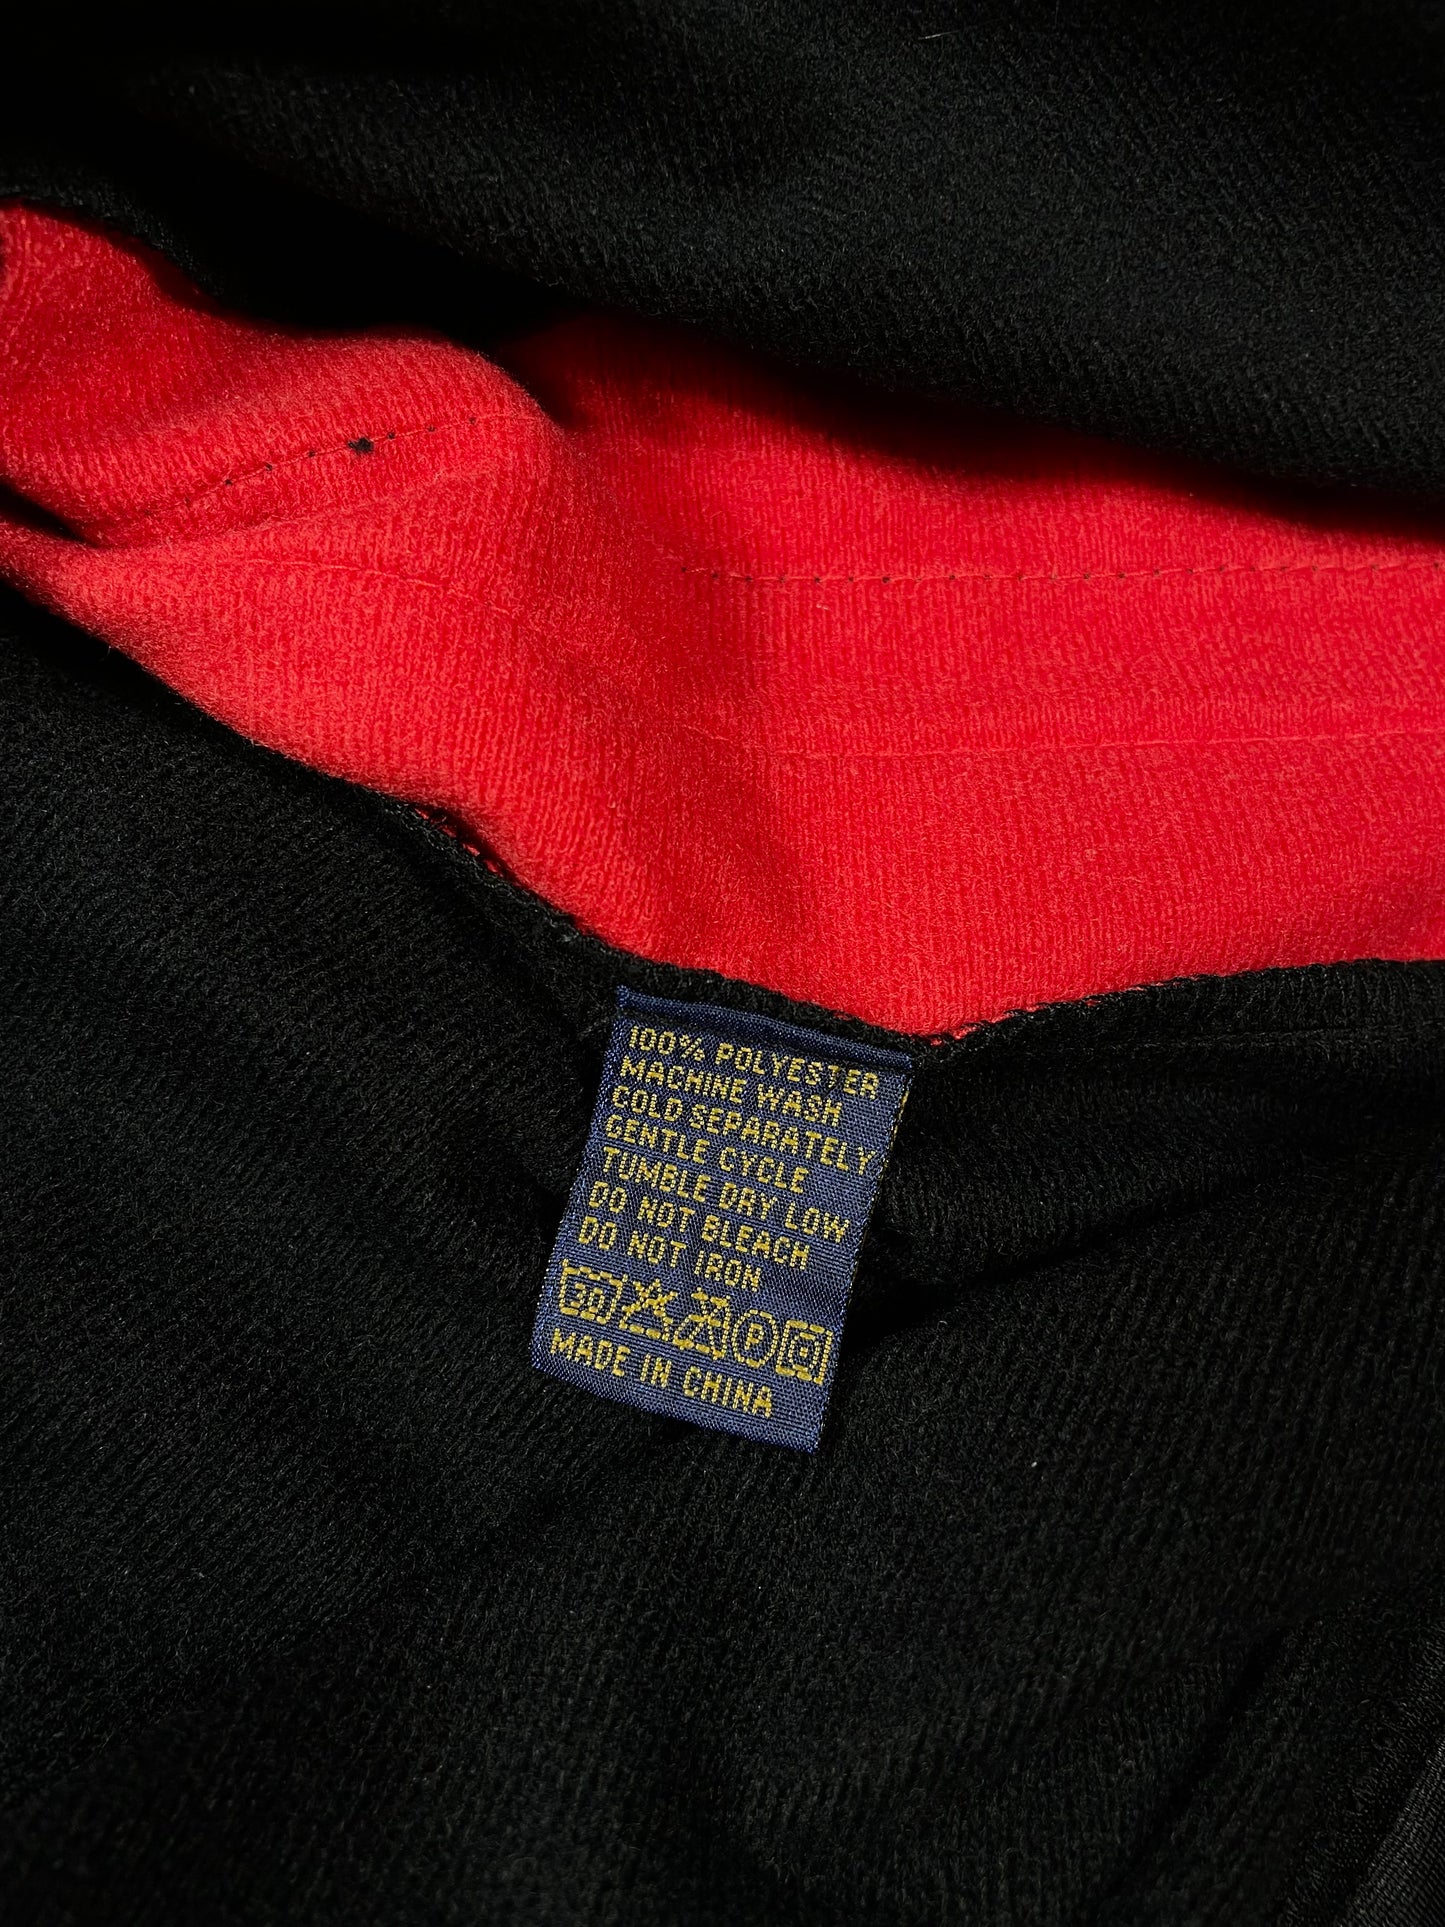 100% POLYESTER
MACHINE WASH
COLD SEPARATELY
GENTLE CYCLE
TUMBLE DRY LOW
DO NOT BLEACH
DO NOT IRON
30 P
MADE IN CHINA